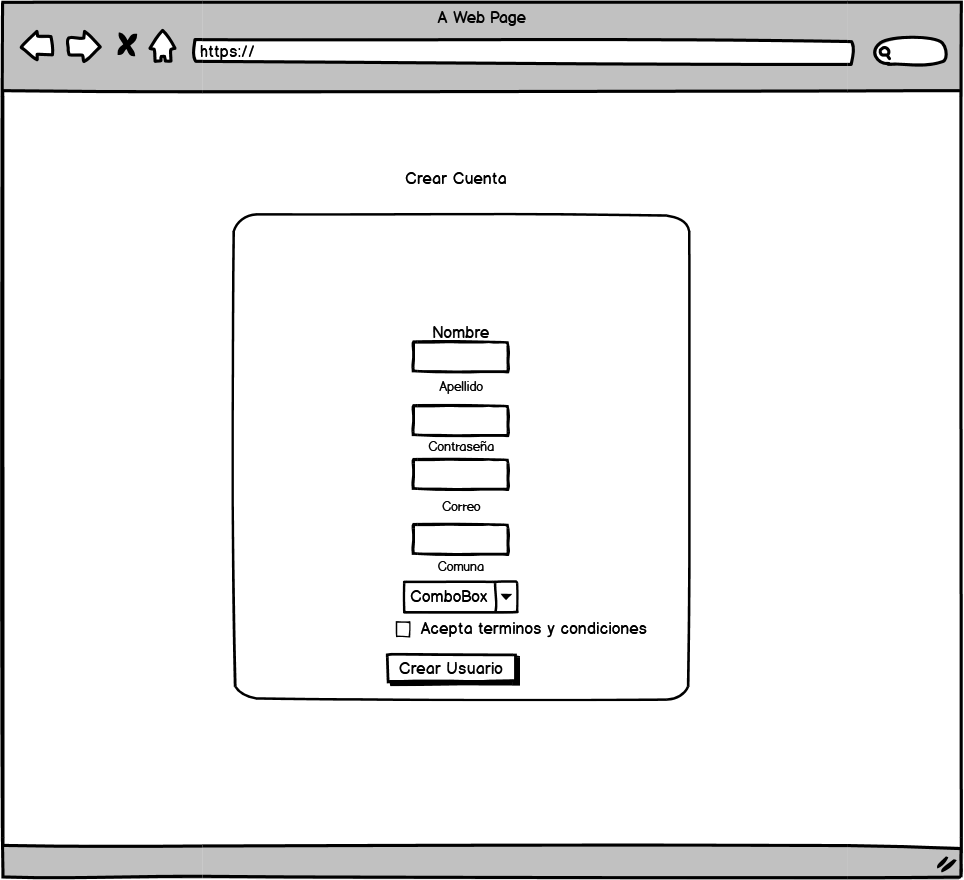 A Web Page
https://
Crear Cuenta
Nombre
Apellido
Contraseña
Correo
Comuna
ComboBox
Acepta terminos y condiciones
Crear Usuario